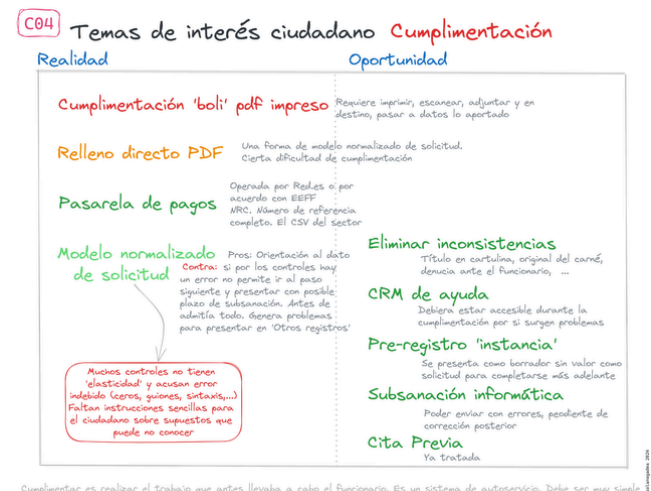 C04
Temas de interés ciudadano Cumplimentación
Realidad
Oportunidad
Cumplimentación 'boli' pdf impreso
Requiere imprimir, escanear, adjuntar y en
destino, pasar a datos lo aportado
Relleno directo PDF
Una forma de modelo normalizado de solicitud.
Cierta dificultad de cumplimentación
Pasarela de pagos
Operada por Red.es o por
acuerdo con EEFF
NRC. Número de referencia
completo. El CSV del sector
Modelo normalizado
de solicitud
Pros: Orientación al dato
Contra: si por los controles hay
un error no permite ir al paso
siguiente y presentar con posible
plazo de subsanación. Antes de
admitía todo. Genera problemas
para presentar en 'Otros registros'
Muchos controles no tienen
'elasticidad' y acusan error
indebido (ceros, guiones, sintaxis,...)
Faltan instrucciones sencillas para
el ciudadano sobre supuestos que
puede no conocer
Eliminar inconsistencias
Título en cartulina, original del carné,
denucia ante el funcionario, ...
CRM de ayuda
Debiera estar accesible durante la
cumplimentación por si surgen problemas
Pre-registro 'instancia'
Se presenta como borrador sin valor como
solicitud para completarse más adelante
Subsanación informática
Poder enviar con errores, pendiente de
corrección posterior
Cita Previa
Ya tratada
Cumplimentar es realizar el trabajo que antes llevaba a cabo el funcionario. Es un sistema de autoservicio. Debe ser muy simple